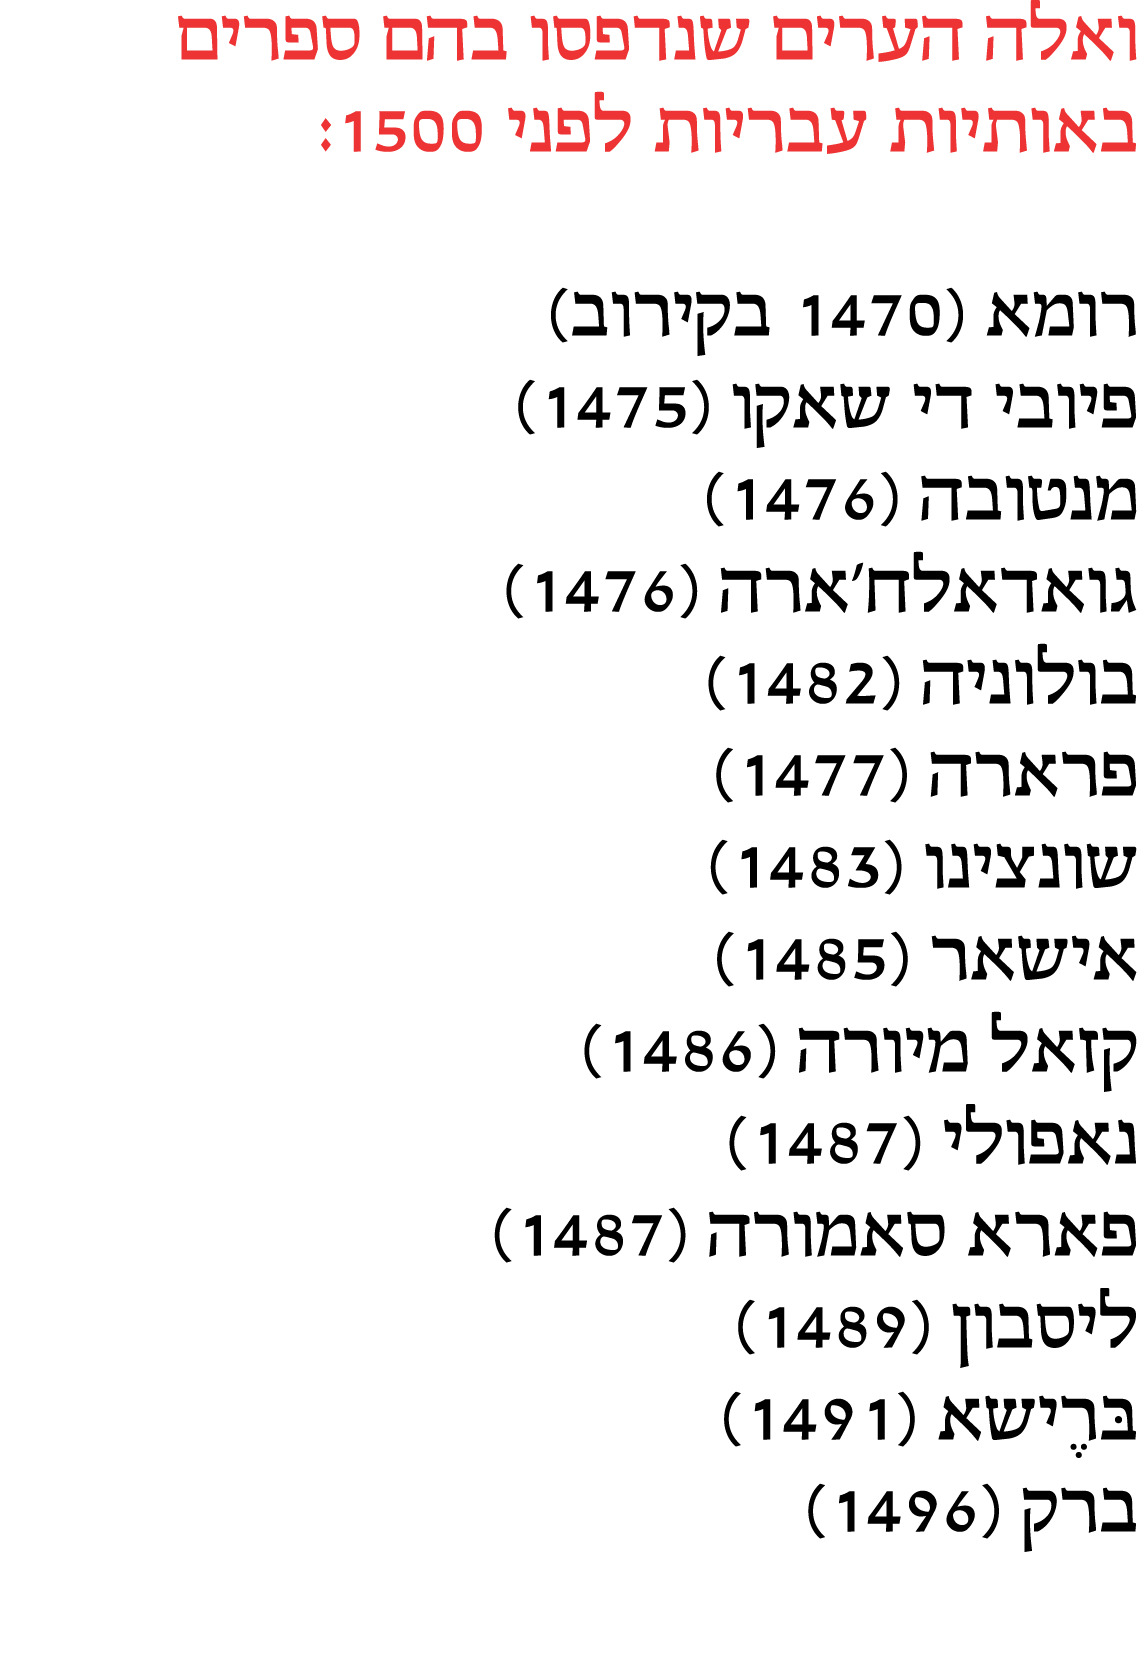 ואלה הערים שנדפסו בהם ספרים
באותיות עבריות לפני 1500:
רומא (1470 בקירוב)
פיובי די שאקו (1475)
מנטובה (1476)
גואדאלח׳ארה (1476)
בולוניה (1482)
פרארה (1477)
שונצינו (1483)
אישאר (1485)
קזאל מיורה (1486)
נאפולי (1487)
פארא סאמורה (1487)
ליסבון (1489)
בּרֶישא (1491)
ברק (1496)